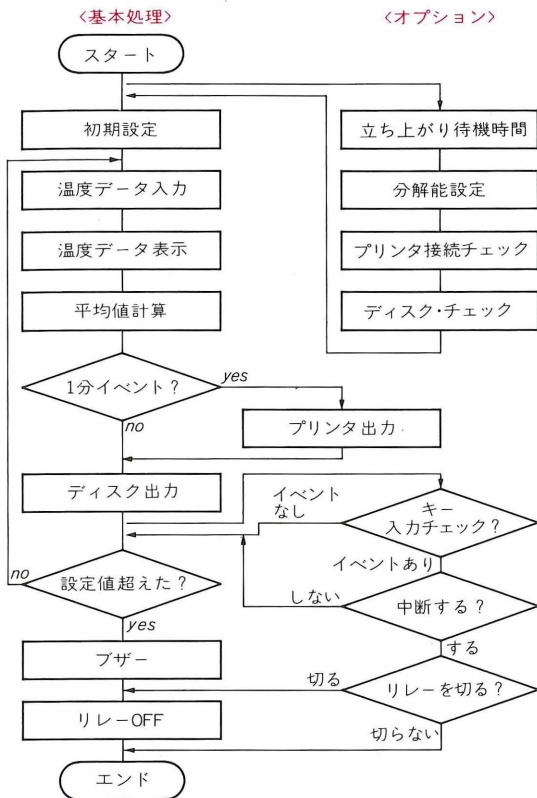 〈基本処理〉
〈オプション〉
スタート
初期設定
立ち上がり待機時間
温度データ入力
分解能設定
温度データ表示
プリンタ接続チェック
平均値計算
ディスク・チェック
1分イベント?
yes
no
プリンタ出力
ディスク出力
イベント
なし
キー
入力チェック?
イベントあり
no
設定値超えた?
yes
しない
中断する?
する
ブザー
切る
リレーを切る?
リレーOFF
切らない
エンド